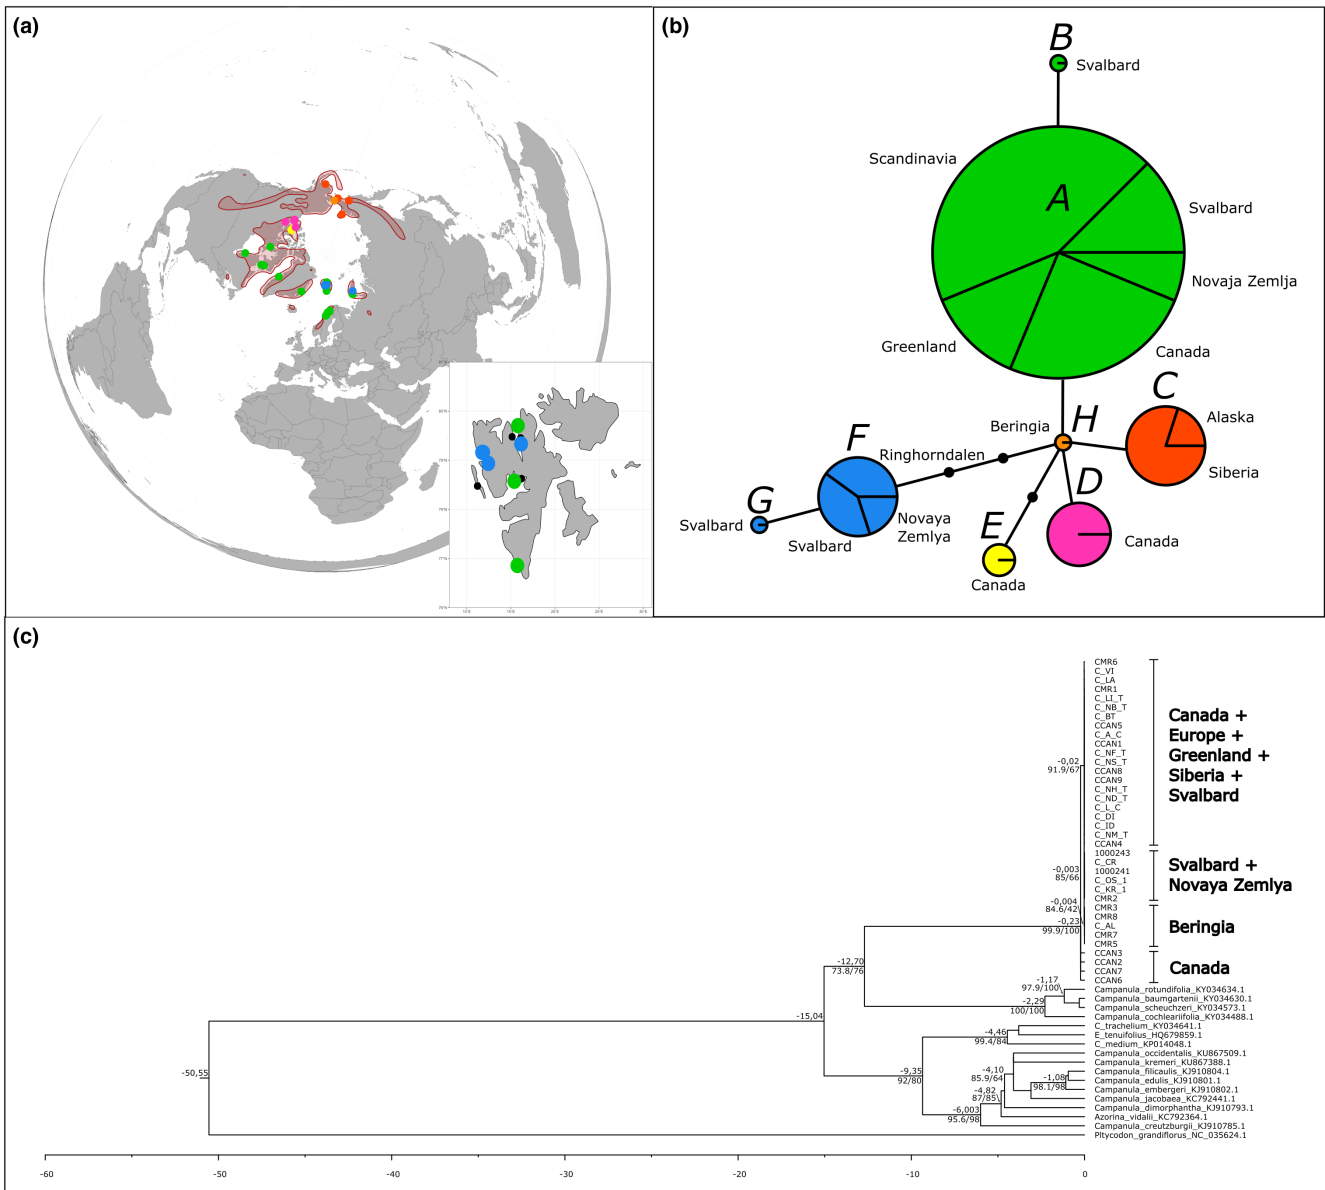 (a)
(b)
B
Svalbard
Scandinavia
A
Svalbard
Novaja Zemlja
Greenland
Canada
C
Beringia
H
Alaska
F
Ringhorndalen
Siberia
D
G
Svalbard
Novaya
Zemlya
E
Svalbard
Canada
Canada
(c)
CMR6
C_VI
C_LA
CMR1
C_LI_T
C_NB_T
C_BT
CCAN5
C_A_C
CCAN1
C_NF_T
C_NS_T
CCAN8
CCAN9
C_NH_T
C_ND_T
C_L_C
C_DI
C_ID
C_NM_T
CCAN4
1000243
C_CR
1000241
C_OS_1
C_KR_1
CMR2
CMR3
CMR8
C_AL
CMR7
CMR5
CCAN3
CCAN2
CCAN7
CCAN6
Campanula_rotundifolia_KY034634.1
Campanula_baumgartenii_KY034630.1
Campanula_scheuchzeri_KY034573.1
Campanula_cochleariifolia_KY034488.1
C_trachelium_KY034641.1
E_tenuifolius_HQ679859.1
C_medium_KP014048.1
Campanula_occidentalis_KU867509.1
Campanula_kremeri_KU867388.1
Campanula_filicaulis_KJ910804.1
Campanula_edulis_KJ910801.1
Campanula_embergeri_KJ910802.1
Campanula_jacobaea_KC792441.1
Campanula_dimorphantha_KJ910793.1
Azorina_vidalii_KC792364.1
Campanula_creutzburgii_KJ910785.1
Pltycodon_grandiflorus_NC_035624.1
Canada +
Europe +
Greenland +
Siberia +
Svalbard
Svalbard +
Novaya Zemlya
Beringia
Canada
-0,02
91.9/67
-0,003
85/66
-0,004
84.6/42
-0,23
99.9/100
-12,70
73.8/76
-1,17
97.9/100
-2,29
100/100
-15,04
-4,46
99.4/84
-50,55
-9,35
92/80
-4,10
85.9/64
-1,08
98.1/98
-4,82
87/85
-6,003
95.6/98
-60
-50
-40
-30
-20
-10
0